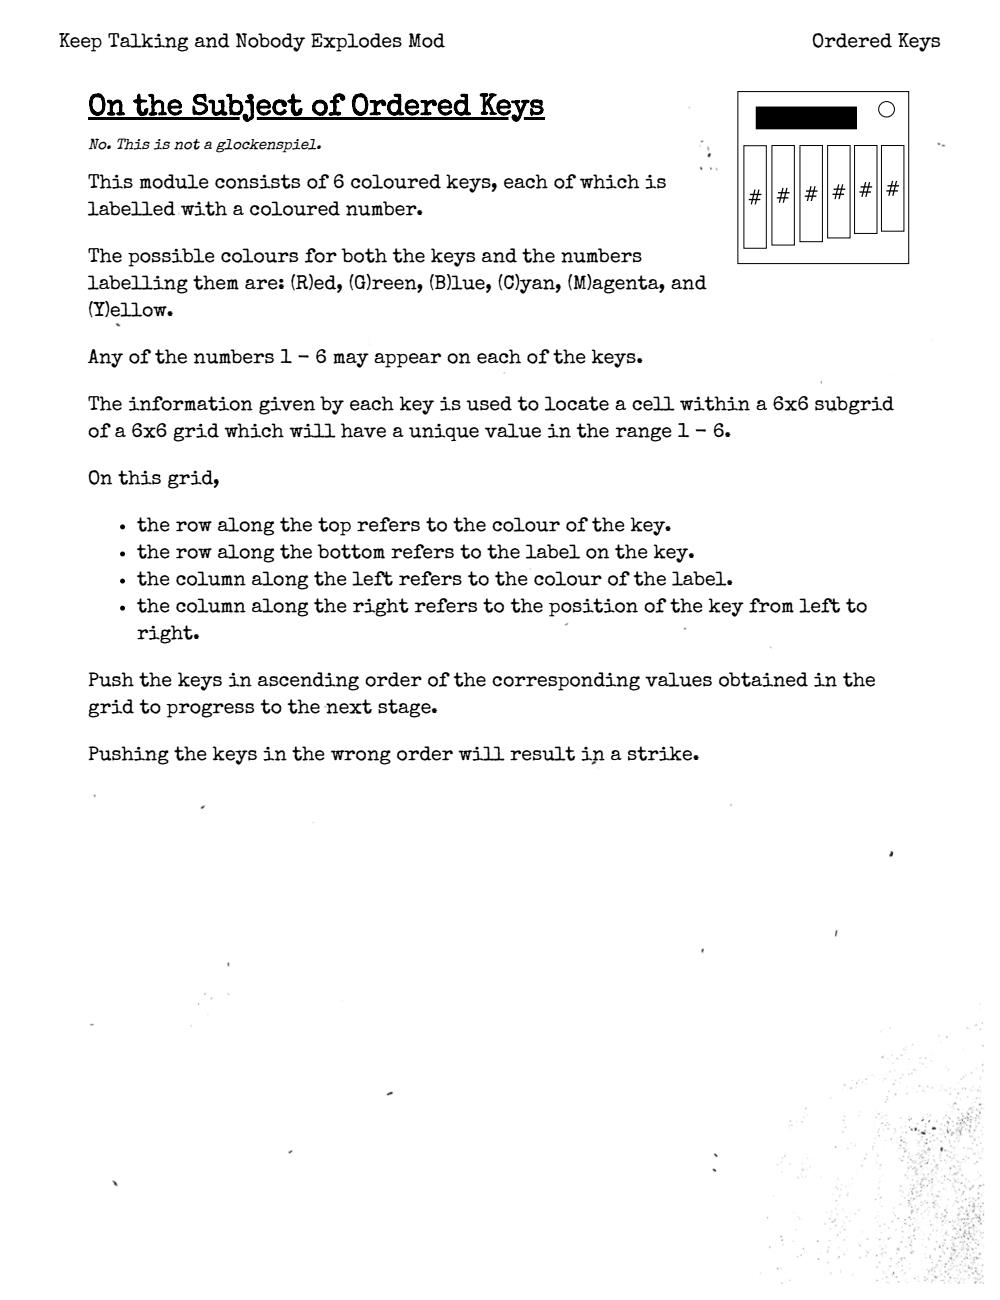 Keep Talking and Nobody Explodes Mod
Ordered Keys
On the Subject of Ordered Keys
No. This is not a glockenspiel.
This module consists of 6 coloured keys, each of which is
labelled with a coloured number.
# # # # # #
The possible colours for both the keys and the numbers
labelling them are: (R)ed, (G)reen, (B)lue, (C)yan, (M)agenta, and
(Y)ellow.
Any of the numbers 1 – 6 may appear on each of the keys.
The information given by each key is used to locate a cell within a 6x6 subgrid
of a 6x6 grid which will have a unique value in the range 1 – 6.
On this grid,
• the row along the top refers to the colour of the key.
• the row along the bottom refers to the label on the key.
• the column along the left refers to the colour of the label.
• the column along the right refers to the position of the key from left to
right.
Push the keys in ascending order of the corresponding values obtained in the
grid to progress to the next stage.
Pushing the keys in the wrong order will result in a strike.